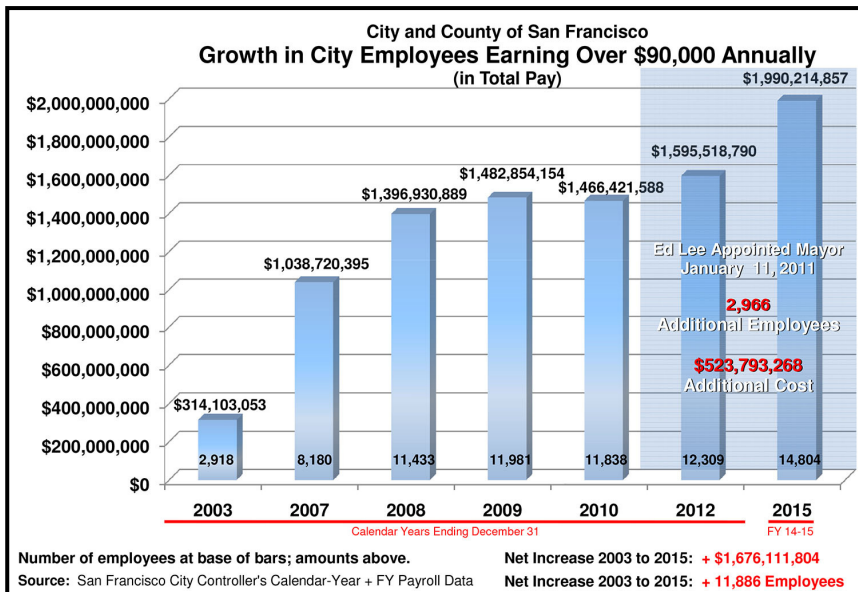 City and County of San Francisco
Growth in City Employees Earning Over $90,000 Annually
(in Total Pay)
$1,990,214,857
$2,000,000,000
$1,800,000,000
$1,595,518,790
$1,600,000,000
$1,482,854,154
$1,466,421,588
$1,396,930,889
$1,400,000,000
$1,200,000,000
$1,038,720,395
$1,000,000,000
$800,000,000
$600,000,000
$400,000,000
$314,103,053
$200,000,000
$0
Ed Lee Appointed Mayor
January 11, 2011
2,966
Additional Employees
$523,793,268
Additional Cost
2,918 8,180 11,433 11,981 11,838 12,309 14,804
2003 2007 2008 2009 2010 2012 2015
Calendar Years Ending December 31
FY 14-15
Number of employees at base of bars; amounts above.
Net Increase 2003 to 2015: + $1,676,111,804
Source: San Francisco City Controller's Calendar-Year + FY Payroll Data
Net Increase 2003 to 2015: + 11,886 Employees